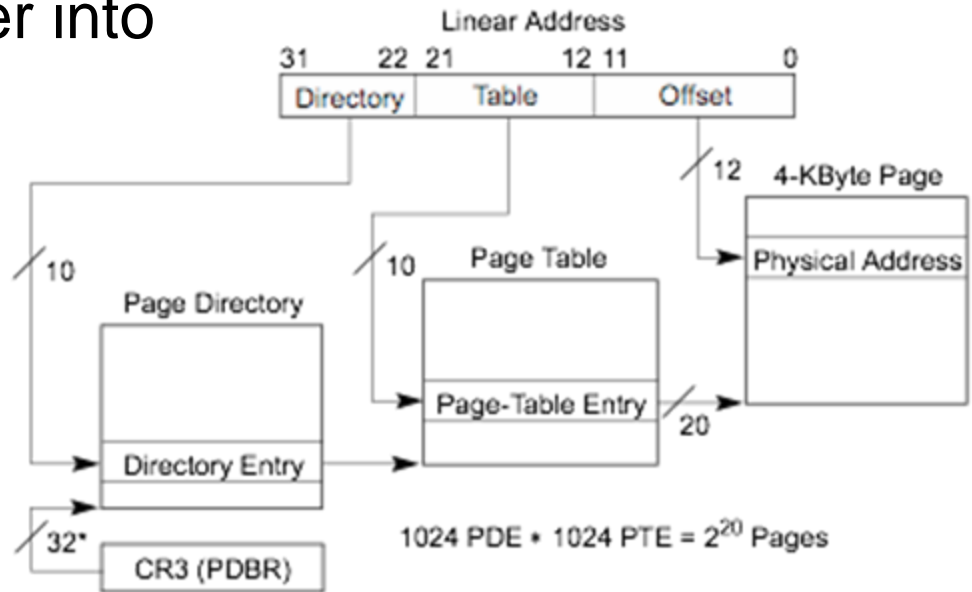 er into
Linear Address
31 22 21 12 11 0
Directory Table Offset
12
4-KByte Page
Physical Address
10
10
Page Table
Page Directory
Page-Table Entry
20
Directory Entry
32*
1024 PDE * 1024 PTE = 2^20 Pages
CR3 (PDBR)